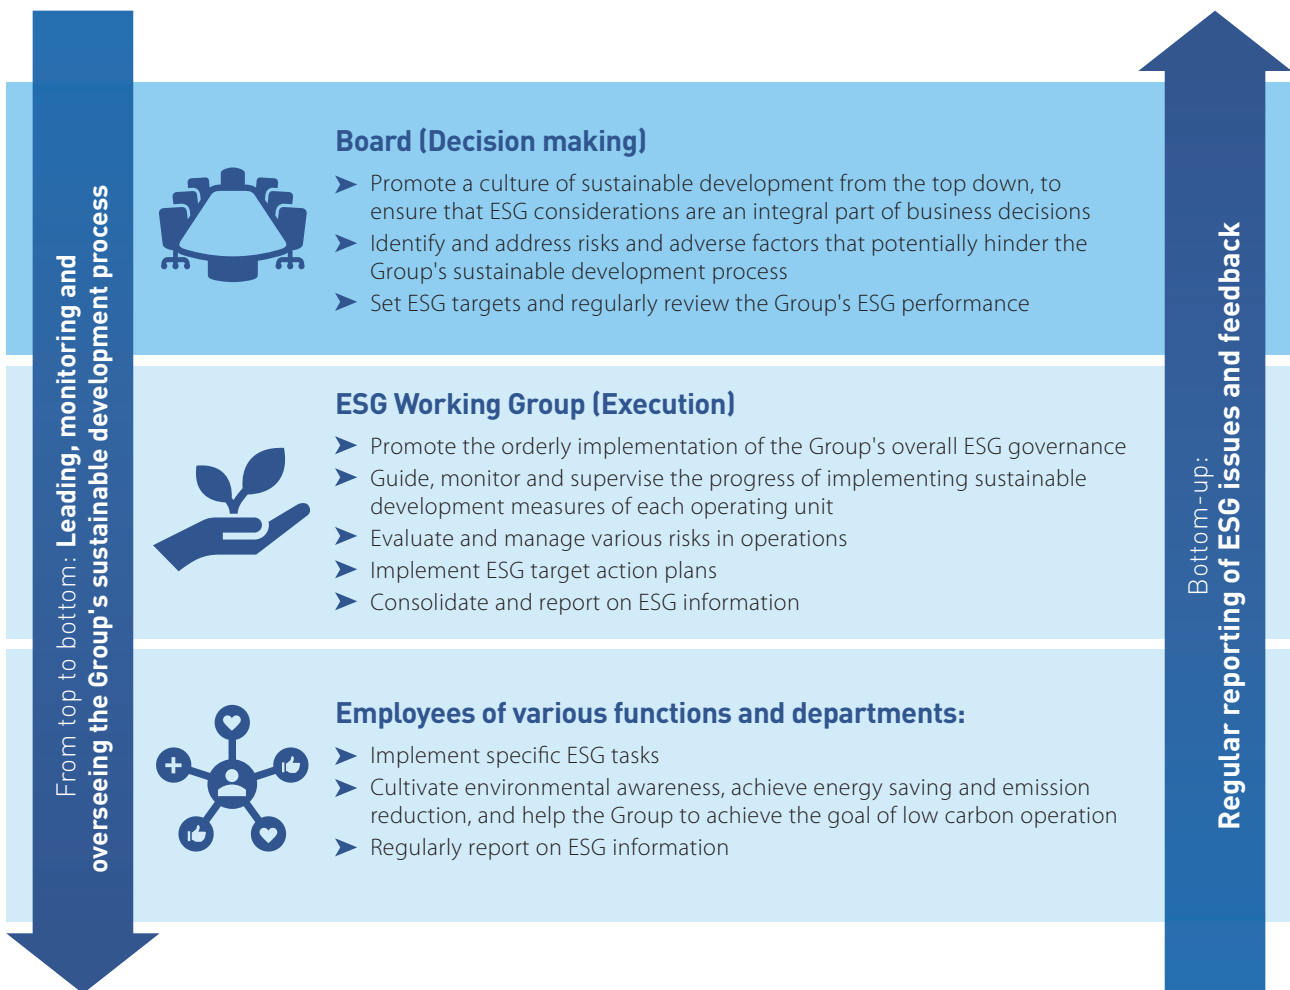 From top to bottom: Leading, monitoring and
overseeing the Group's sustainable development process
Board (Decision making)
Promote a culture of sustainable development from the top down, to
ensure that ESG considerations are an integral part of business decisions
Identify and address risks and adverse factors that potentially hinder the
Group's sustainable development process
Set ESG targets and regularly review the Group's ESG performance
ESG Working Group (Execution)
Promote the orderly implementation of the Group's overall ESG governance
Guide, monitor and supervise the progress of implementing sustainable
development measures of each operating unit
Evaluate and manage various risks in operations
Implement ESG target action plans
Consolidate and report on ESG information
Employees of various functions and departments:
Implement specific ESG tasks
Cultivate environmental awareness, achieve energy saving and emission
reduction, and help the Group to achieve the goal of low carbon operation
Regularly report on ESG information
Bottom-up:
Regular reporting of ESG issues and feedback